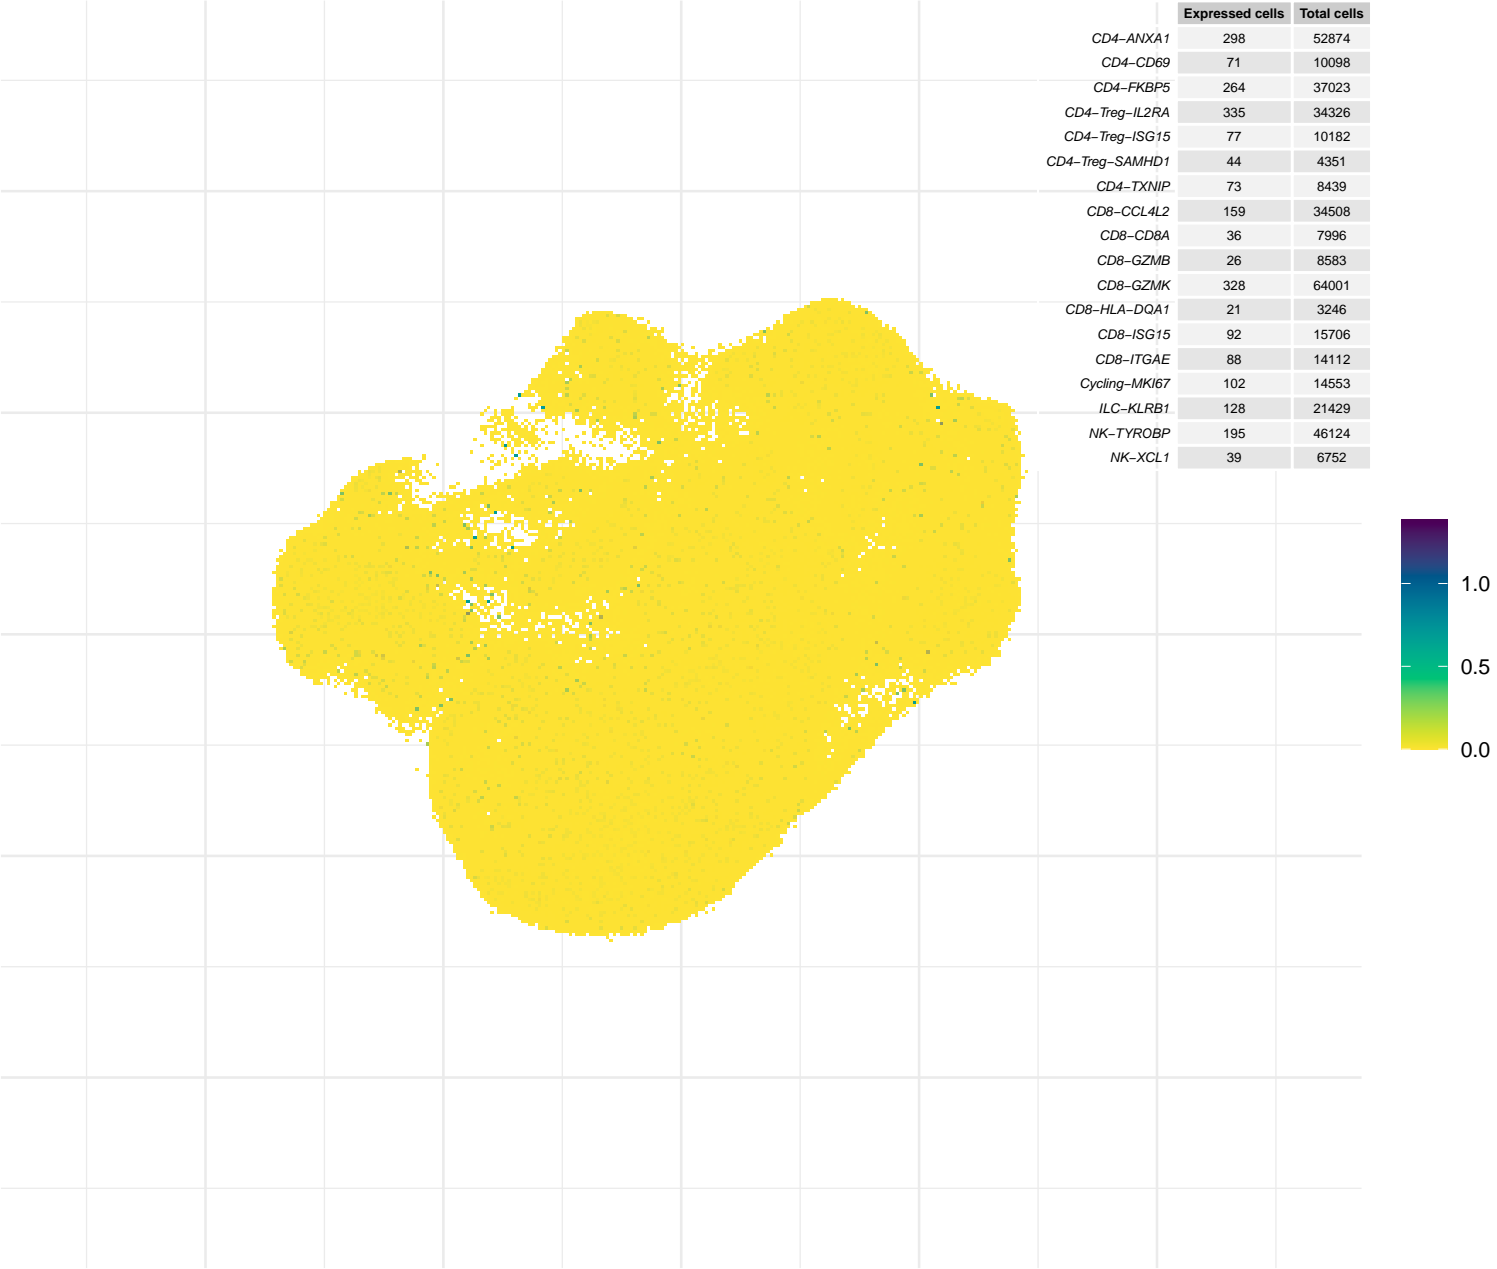 Expressed cells Total cells
CD4−ANXA1 298 52874
CD4−CD69 71 10098
CD4−FKBP5 264 37023
CD4−Treg−IL2RA 335 34326
CD4−Treg−ISG15 77 10182
CD4−Treg−SAMHD1 44 4351
CD4−TXNIP 73 8439
CD8−CCL4L2 159 34508
CD8−CD8A 36 7996
CD8−GZMB 26 8583
CD8−GZMK 328 64001
CD8−HLA−DQA1 21 3246
CD8−ISG15 92 15706
CD8−ITGAE 88 14112
Cycling−MKI67 102 14553
ILC−KLRB1 128 21429
NK−TYROBP 195 46124
NK−XCL1 39 6752
1.0
0.5
0.0